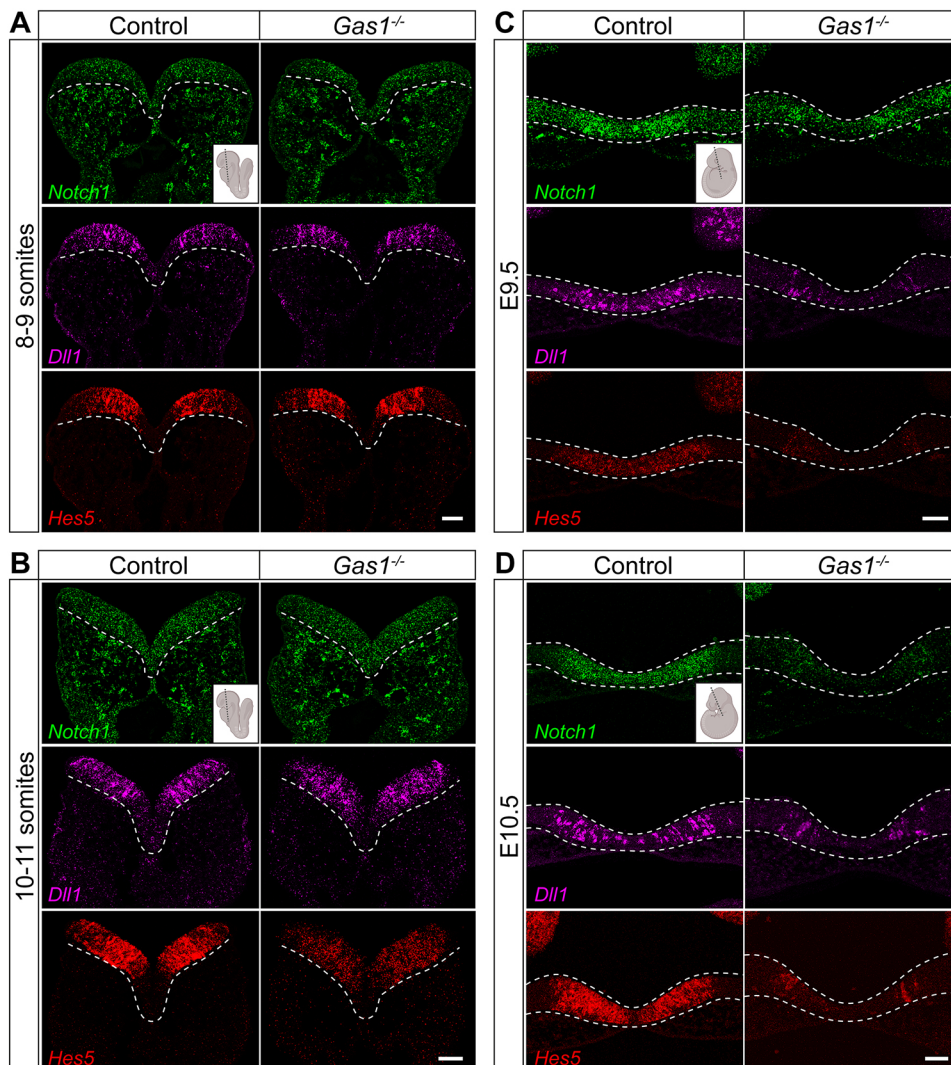 A
Control
Gas1-/-
8-9 somites
Notch1
Dll1
Hes5
B
Control
Gas1-/-
10-11 somites
Notch1
Dll1
Hes5
C
Control
Gas1-/-
E9.5
Notch1
Dll1
Hes5
D
Control
Gas1-/-
E10.5
Notch1
Dll1
Hes5